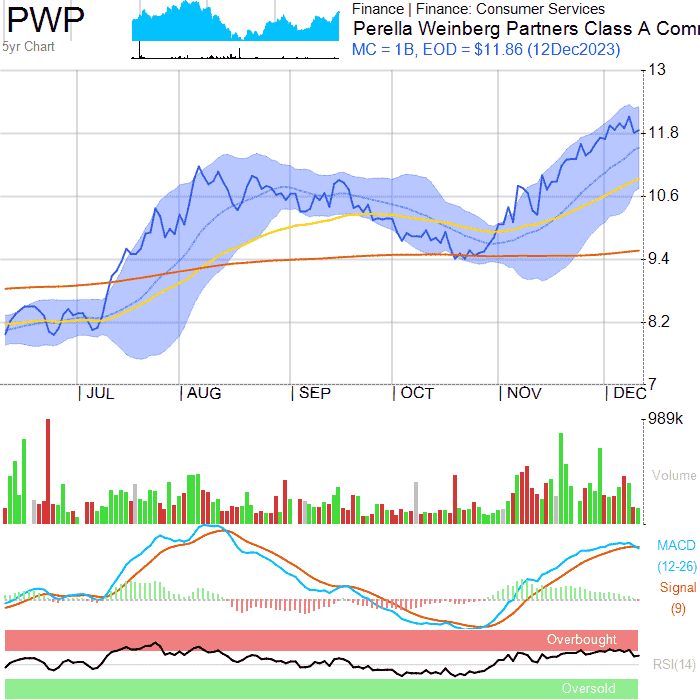 PWP
5yr Chart
Finance | Finance: Consumer Services
Perella Weinberg Partners Class A Com
MC = 1B, EOD = $11.86 (12Dec2023)
13
11.8
10.6
9.4
8.2
7
| JUL | AUG | SEP | OCT | NOV | DEC
989k
Volume
MACD
(12-26)
Signal
(9)
Overbought
RSI(14)
Oversold